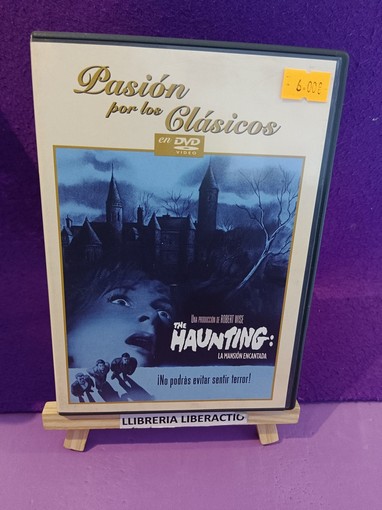 6.00€
Pasión
por los Clásicos
en DVD
VIDEO
UNA PRODUCCIÓN DE ROBERT WISE
THE
HAUNTING:
LA MANSIÓN ENCANTADA
¡No podrás evitar sentir terror!
LLIBRERIA LIBERACTIO